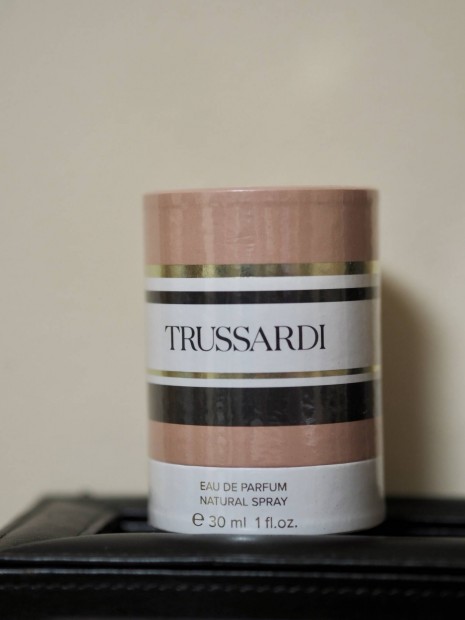 TRUSSARDI
EAU DE PARFUM
NATURAL SPRAY
℮ 30 ml 1 fl.oz.